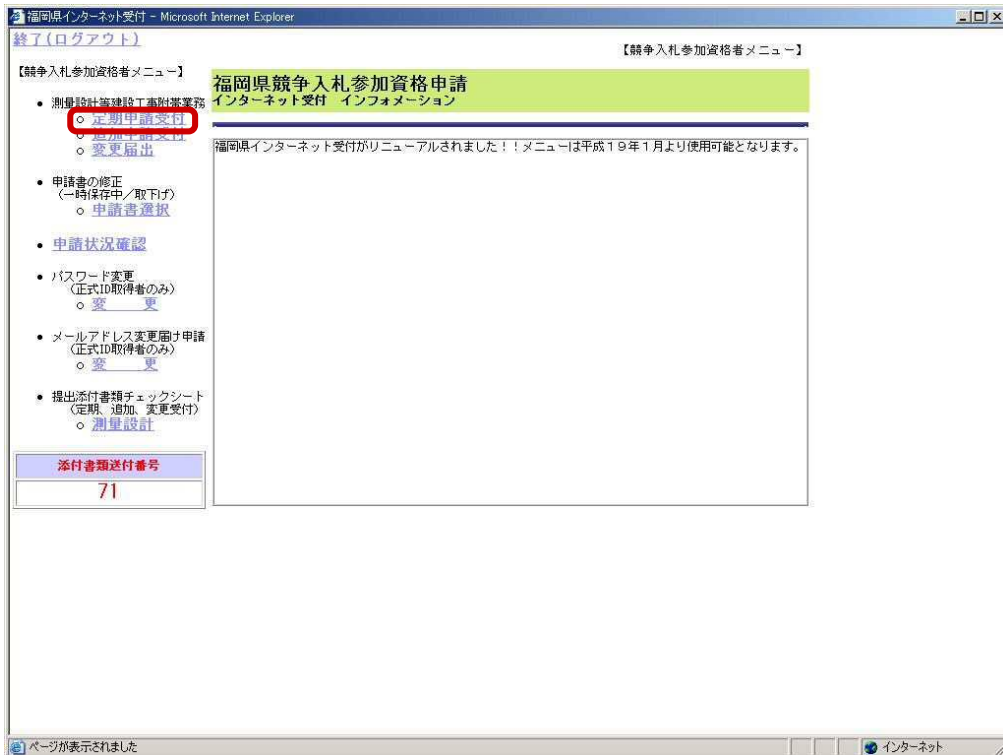 福岡県インターネット受付 - Microsoft Internet Explorer
終了(ログアウト)
【競争入札参加資格者メニュー】
【競争入札参加資格者メニュー】
福岡県競争入札参加資格申請
インターネット受付 インフォメーション
• 測量設計等建設工事附帯業務
○ 定期申請受付
○ 追加申請受付
○ 変更届出
福岡県インターネット受付がリニューアルされました!!メニューは平成19年1月より使用可能となります。
• 申請書の修正
(一時保存中/取下げ)
○ 申請書選択
• 申請状況確認
• パスワード変更
(正式ID取得者のみ)
○ 変 更
• メールアドレス変更届け申請
(正式ID取得者のみ)
○ 変 更
• 提出添付書類チェックシート
(定期、追加、変更受付)
○ 測量設計
添付書類送付番号
71
ページが表示されました
インターネット